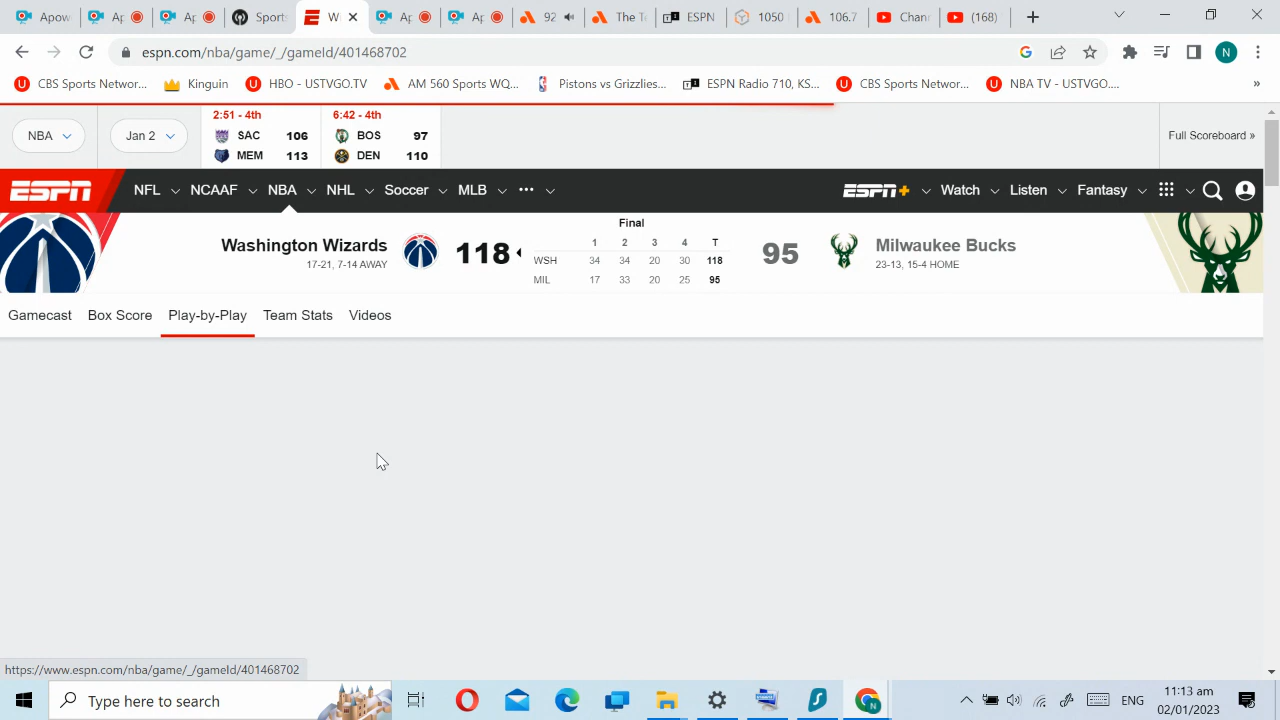 Apow Ap Ap Sports W Ap Ap 92 The T ESPN 1050 106.7 Chann (168)
espn.com/nba/game/_/gameId/401468702 N
CBS Sports Networ... Kinguin HBO - USTVGO.TV AM 560 Sports WQ... Pistons vs Grizzlies... ESPN Radio 710, KS... CBS Sports Networ... NBA TV - USTVGO.... »
2:51 - 4th 6:42 - 4th
NBA Jan 2 SAC 106 BOS 97 Full Scoreboard »
MEM 113 DEN 110
ESPN NFL NCAAF NBA NHL Soccer MLB ESPN+ Watch Listen Fantasy
Final
Washington Wizards 118 1 2 3 4 T 95 Milwaukee Bucks
17-21, 7-14 AWAY WSH 34 34 20 30 118 23-13, 15-4 HOME
MIL 17 33 20 25 95
Gamecast Box Score Play-by-Play Team Stats Videos
https://www.espn.com/nba/game/_/gameId/401468702
Type here to search ENG 11:13 am
02/01/2023